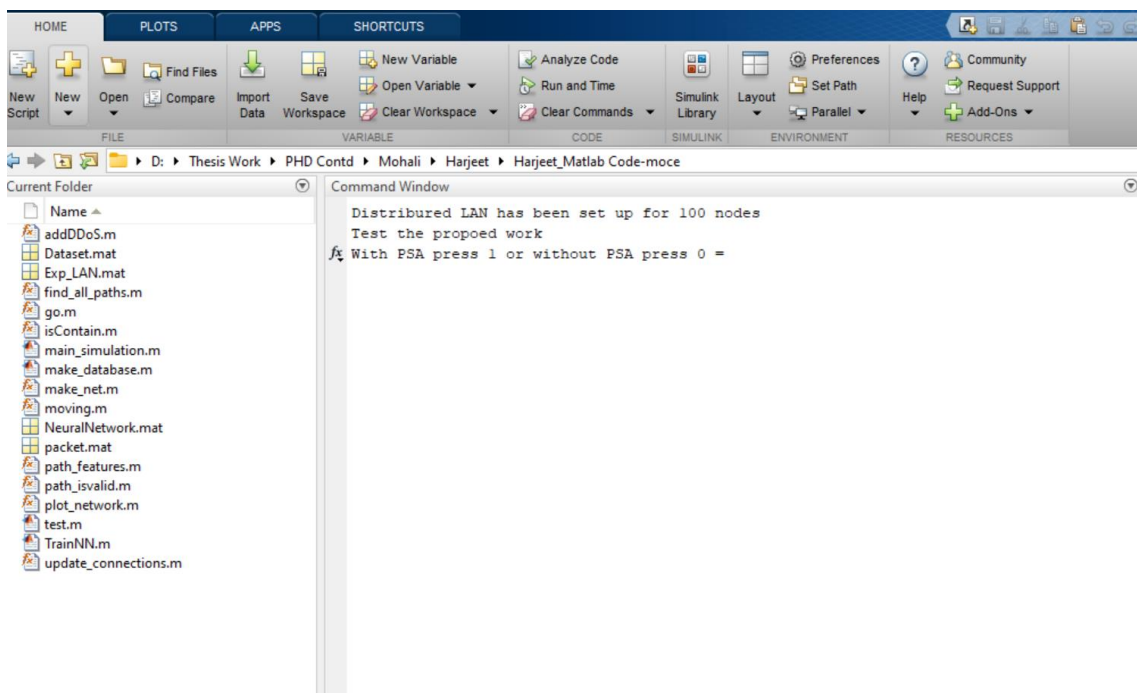 HOME PLOTS APPS SHORTCUTS
New Script New Open Find Files Compare Import Data Save Workspace New Variable Open Variable Clear Workspace Analyze Code Run and Time Clear Commands Simulink Library Layout Preferences Set Path Parallel Help Community Request Support Add-Ons
FILE VARIABLE CODE SIMULINK ENVIRONMENT RESOURCES
D: Thesis Work PHD Contd Mohali Harjeet Harjeet_Matlab Code-moce
Current Folder
Name
addDDoS.m
Dataset.mat
Exp_LAN.mat
find_all_paths.m
go.m
isContain.m
main_simulation.m
make_database.m
make_net.m
moving.m
NeuralNetwork.mat
packet.mat
path_features.m
path_isvalid.m
plot_network.m
test.m
TrainNN.m
update_connections.m
Command Window
Distribured LAN has been set up for 100 nodes
Test the propoed work
fx With PSA press 1 or without PSA press 0 =